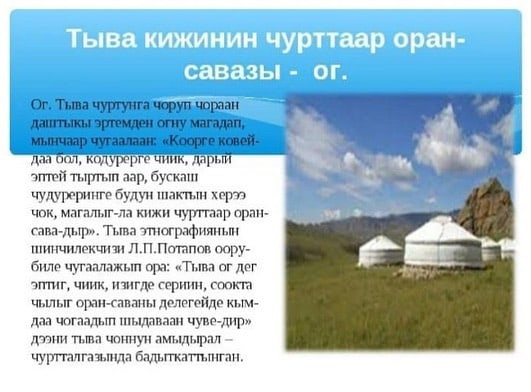 Тыва кижинин чурттаар оран-
савазы - ог.
Ог. Тыва чуртунга чоруп чораан
даштыкы эртемден огну магадап,
мынчаар чугаалаан: «Коорге ковей-
даа бол, кодурерге чиик, дарый
эптей тыртып аар, бускаш
чудуреринге будун шактын херээ
чок, магалыг-ла кижи чурттаар оран-
сава-дыр». Тыва этнографиянын
шинчилекчизи Л.П.Потапов оору-
биле чугаалажып ора: «Тыва ог дег
эптиг, чиик, изигде сериин, соокта
чылыг оран-саваны делегейде кым-
даа чогаадып шыдаваан чуве-дир»
дээни тыва чоннун амыдырал –
чуртталгазында бадыткаттынган.